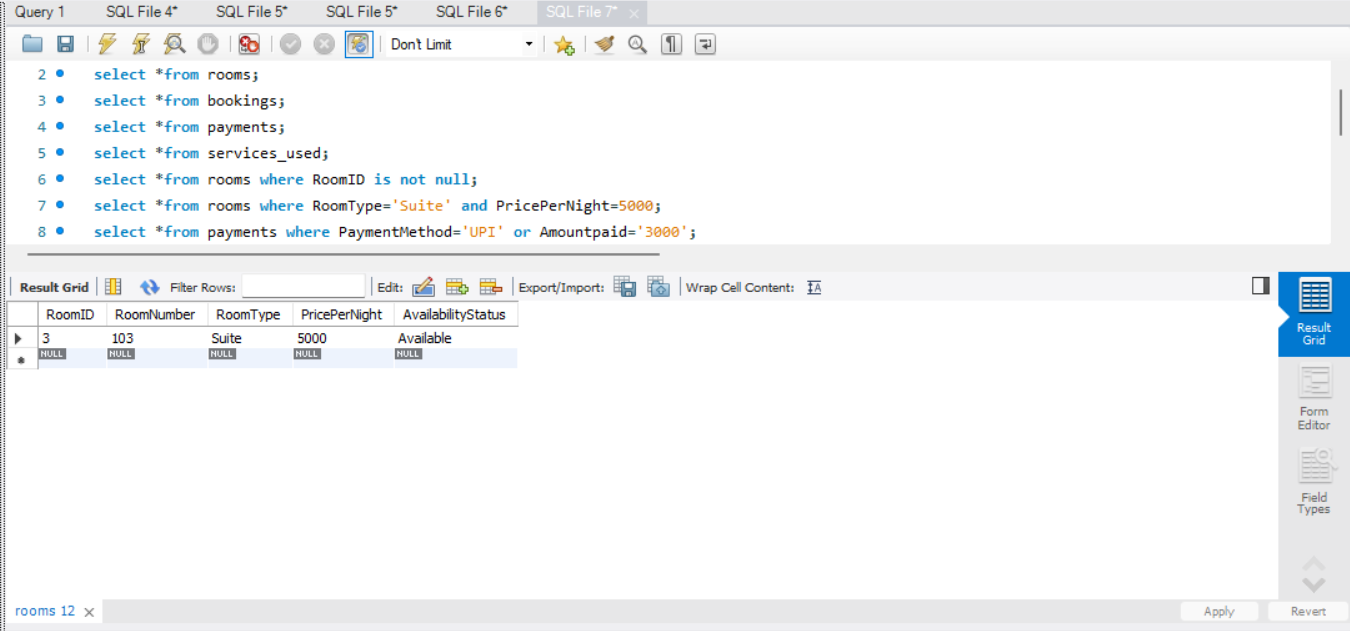 Query 1 SQL File 4* SQL File 5* SQL File 5* SQL File 6* SQL File 7*
Don't Limit
2 select *from rooms;
3 select *from bookings;
4 select *from payments;
5 select *from services_used;
6 select *from rooms where RoomID is not null;
7 select *from rooms where RoomType='Suite' and PricePerNight=5000;
8 select *from payments where PaymentMethod='UPI' or Amountpaid='3000';
Result Grid Filter Rows: Edit: Export/Import: Wrap Cell Content: IA
RoomID RoomNumber RoomType PricePerNight AvailabilityStatus
3 103 Suite 5000 Available
NULL NULL NULL NULL NULL
Result
Grid
Form
Editor
Field
Types
rooms 12 Apply Revert